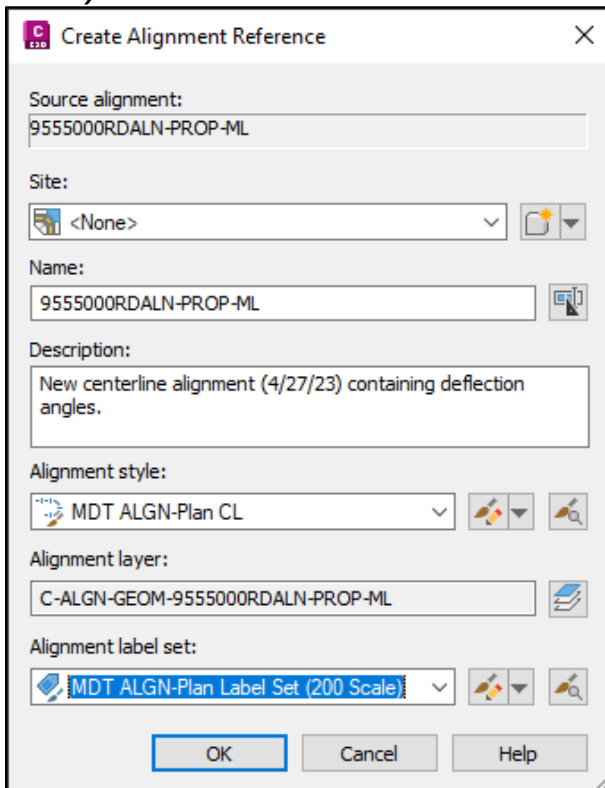 C
C3D
Create Alignment Reference
Source alignment:
9555000RDALN-PROP-ML
Site:
<None>
Name:
9555000RDALN-PROP-ML
Description:
New centerline alignment (4/27/23) containing deflection
angles.
Alignment style:
MDT ALGN-Plan CL
Alignment layer:
C-ALGN-GEOM-9555000RDALN-PROP-ML
Alignment label set:
MDT ALGN-Plan Label Set (200 Scale)
OK Cancel Help